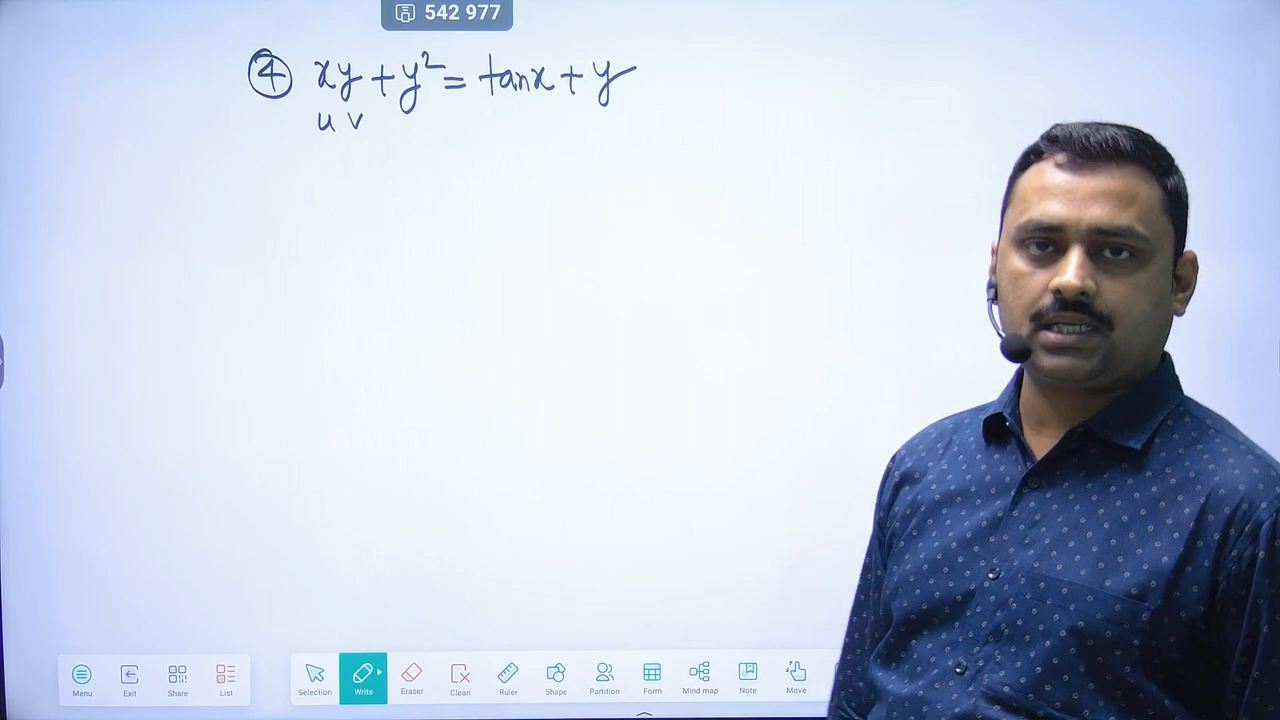 542 977
④ xy + y² = tanx + y
u v
Menu Exit Share List Selection Write Eraser Clean Ruler Shape Partition Form Mind map Note Move